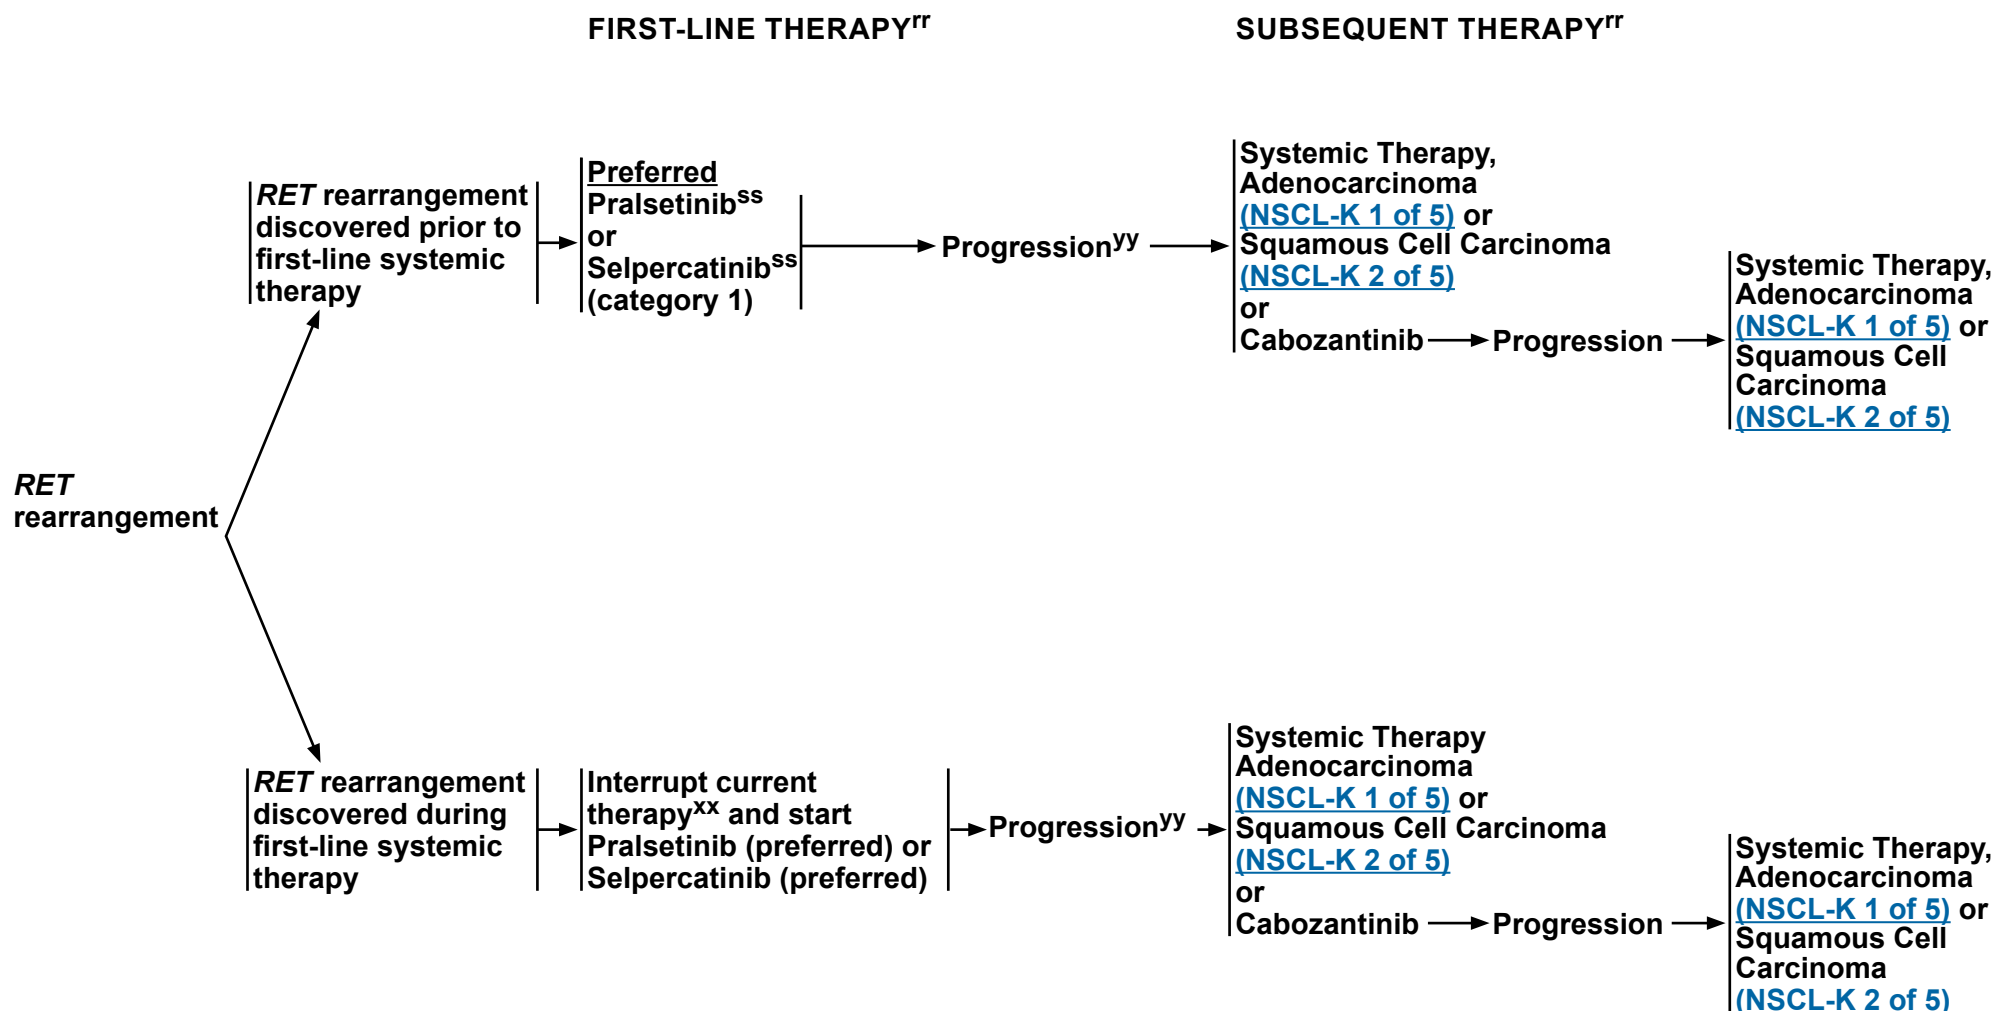 FIRST-LINE THERAPYrr
SUBSEQUENT THERAPYrr
RET rearrangement
discovered prior to
first-line systemic
therapy
Preferred
Pralsetinibss
or
Selpercatinibss
(category 1)
Progressionyy
Systemic Therapy,
Adenocarcinoma
(NSCL-K 1 of 5) or
Squamous Cell Carcinoma
(NSCL-K 2 of 5)
or
Cabozantinib
Progression
Systemic Therapy,
Adenocarcinoma
(NSCL-K 1 of 5) or
Squamous Cell
Carcinoma
(NSCL-K 2 of 5)
RET
rearrangement
RET rearrangement
discovered during
first-line systemic
therapy
Interrupt current
therapyxx and start
Pralsetinib (preferred) or
Selpercatinib (preferred)
Progressionyy
Systemic Therapy
Adenocarcinoma
(NSCL-K 1 of 5) or
Squamous Cell Carcinoma
(NSCL-K 2 of 5)
or
Cabozantinib
Progression
Systemic Therapy,
Adenocarcinoma
(NSCL-K 1 of 5) or
Squamous Cell
Carcinoma
(NSCL-K 2 of 5)